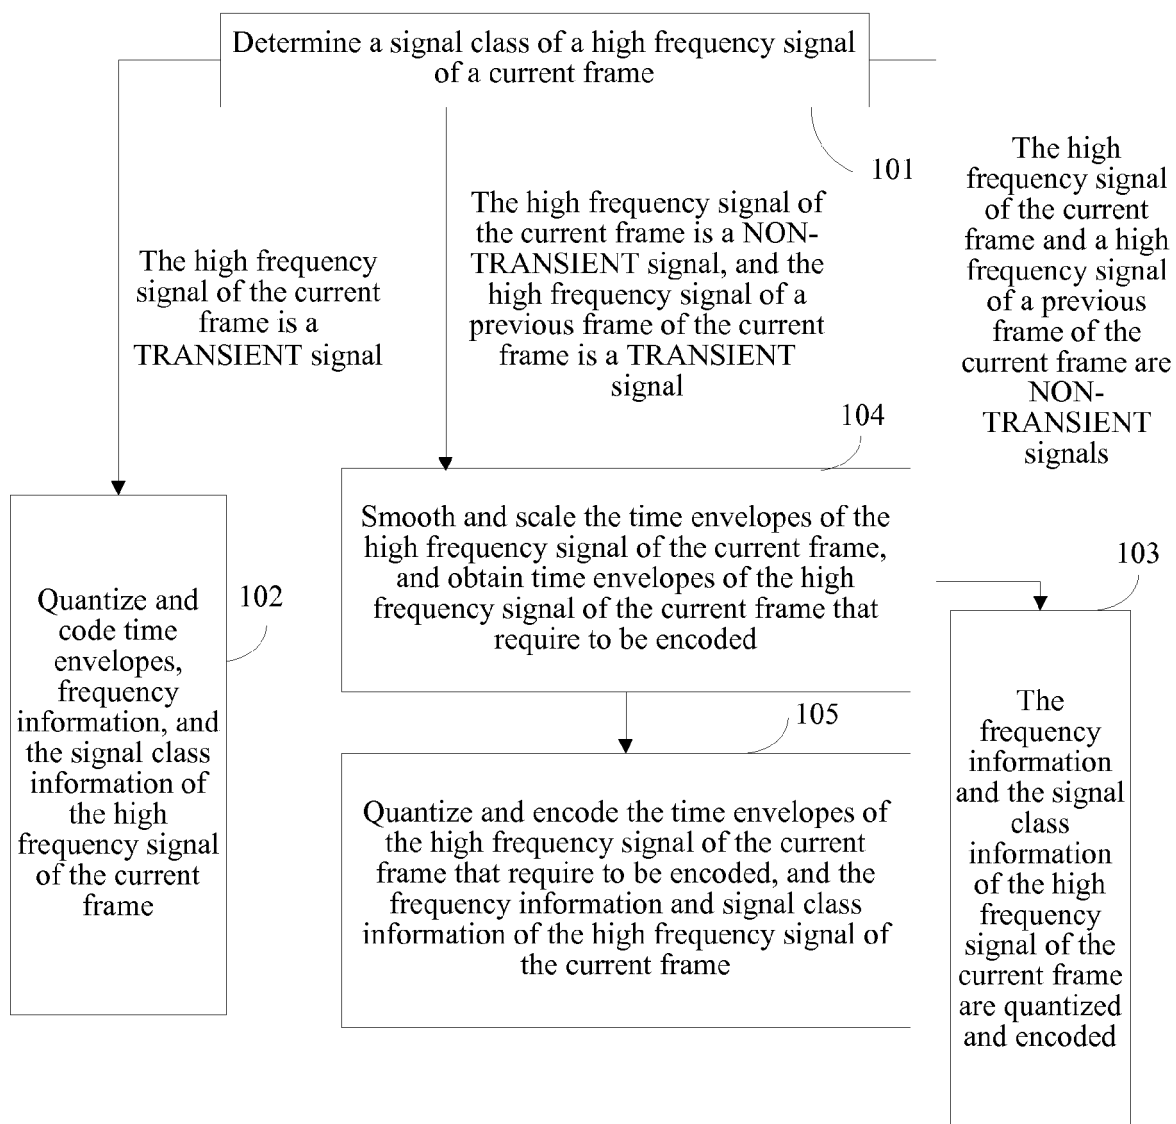 Determine a signal class of a high frequency signal
of a current frame
101
The high frequency
signal of the current
frame is a
TRANSIENT signal
The high frequency signal of
the current frame is a NON-
TRANSIENT signal, and the
high frequency signal of a
previous frame of the current
frame is a TRANSIENT
signal
The high
frequency signal
of the current
frame and a high
frequency signal
of a previous
frame of the
current frame are
NON-
TRANSIENT
signals
104
Smooth and scale the time envelopes of the
high frequency signal of the current frame,
and obtain time envelopes of the high
frequency signal of the current frame that
require to be encoded
102
Quantize and
code time
envelopes,
frequency
information, and
the signal class
information of
the high
frequency signal
of the current
frame
105
Quantize and encode the time envelopes of
the high frequency signal of the current
frame that require to be encoded, and the
frequency information and signal class
information of the high frequency signal of
the current frame
103
The
frequency
information
and the signal
class
information
of the high
frequency
signal of the
current frame
are quantized
and encoded